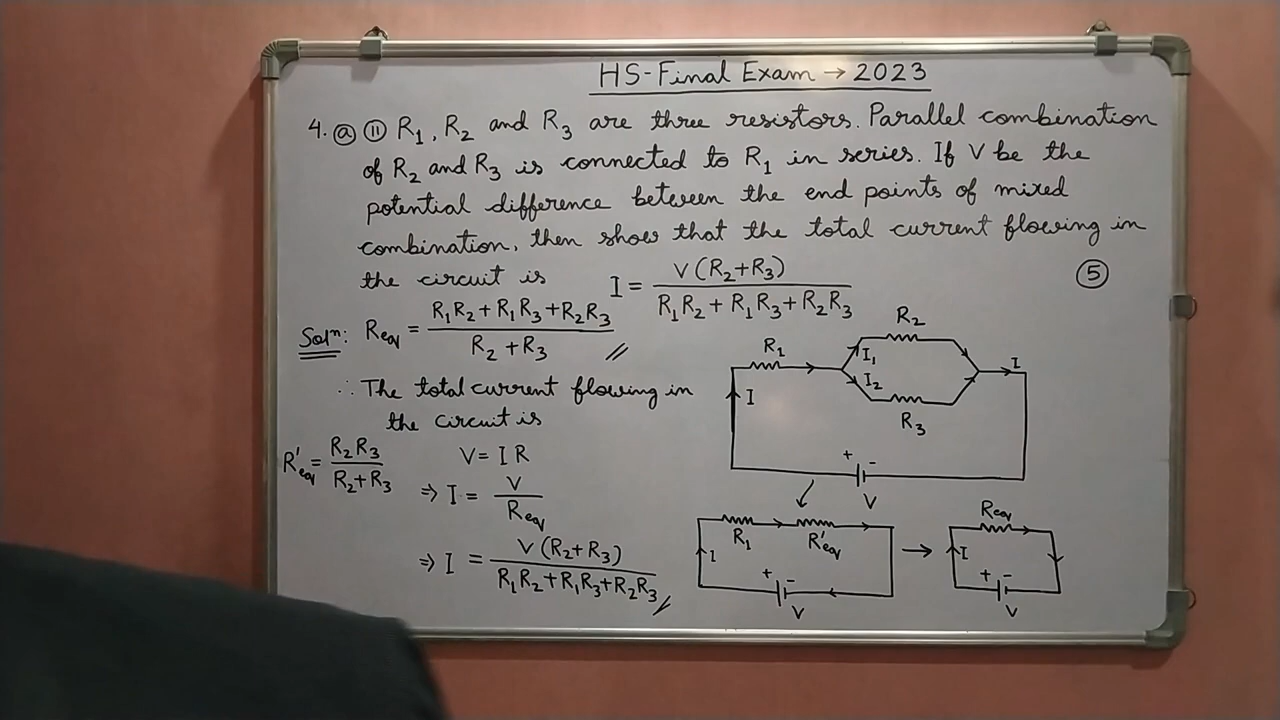 HS-Final Exam → 2023
4. ⓐ ⑪ R₁, R₂ and R₃ are three resistors. Parallel combination
of R₂ and R₃ is connected to R₁ in series. If V be the
potential difference between the end points of mixed
combination, then show that the total current flowing in
the circuit is I = V(R₂+R₃) / R₁R₂ + R₁R₃ + R₂R₃ ⑤
Solⁿ: Req = R₁R₂ + R₁R₃ + R₂R₃ / R₂ + R₃ //
∴ The total current flowing in
the circuit is
R'eq = R₂R₃ / R₂+R₃
V = I R
⇒ I = V / Req
⇒ I = V(R₂+R₃) / R₁R₂+R₁R₃+R₂R₃ //
R₁ R₂ I₁ I₂ R₃ I I + - V
R₁ R'eq I + - V →
Req I + - V